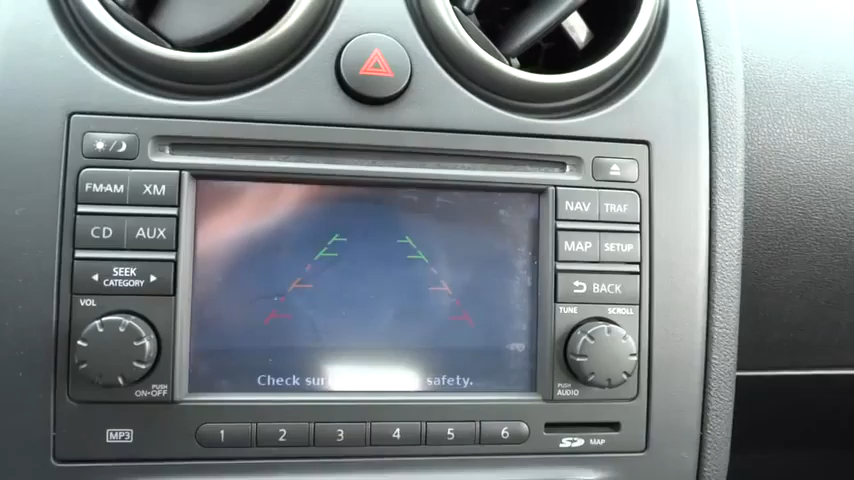 FM·AM XM
NAV TRAF
CD AUX
MAP SETUP
SEEK
CATEGORY
BACK
VOL
TUNE SCROLL
PUSH
ON•OFF
PUSH
AUDIO
Check safety.
MP3
1 2 3 4 5 6
SD MAP